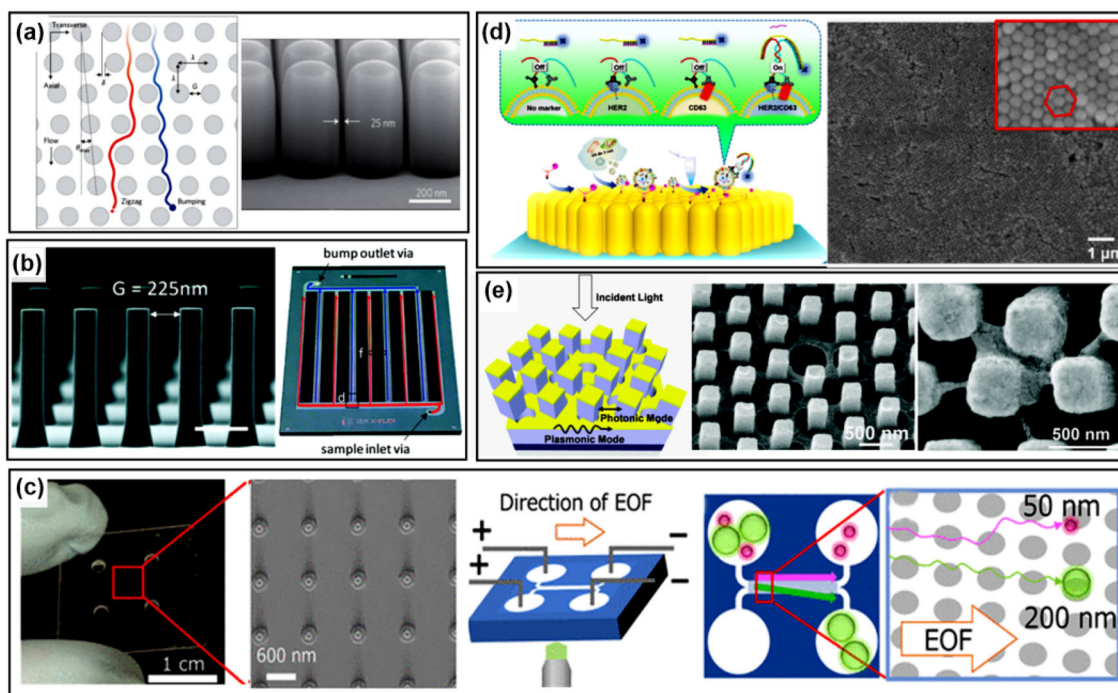 (a)
Transverse
Axial
δ
λ
λ
G
Flow
Zigzag
Bumping
25 nm
200 nm
(b)
G = 225nm
bump outlet via
f
d
sample inlet via
(c)
1 cm
600 nm
Direction of EOF
+
+
−
−
50 nm
200 nm
EOF
(d)
Off
Off
Off
On
No marker
HER2
CD63
HER2/CD63
1 μm
(e)
Incident Light
Photonic Mode
Plasmonic Mode
500 nm
500 nm